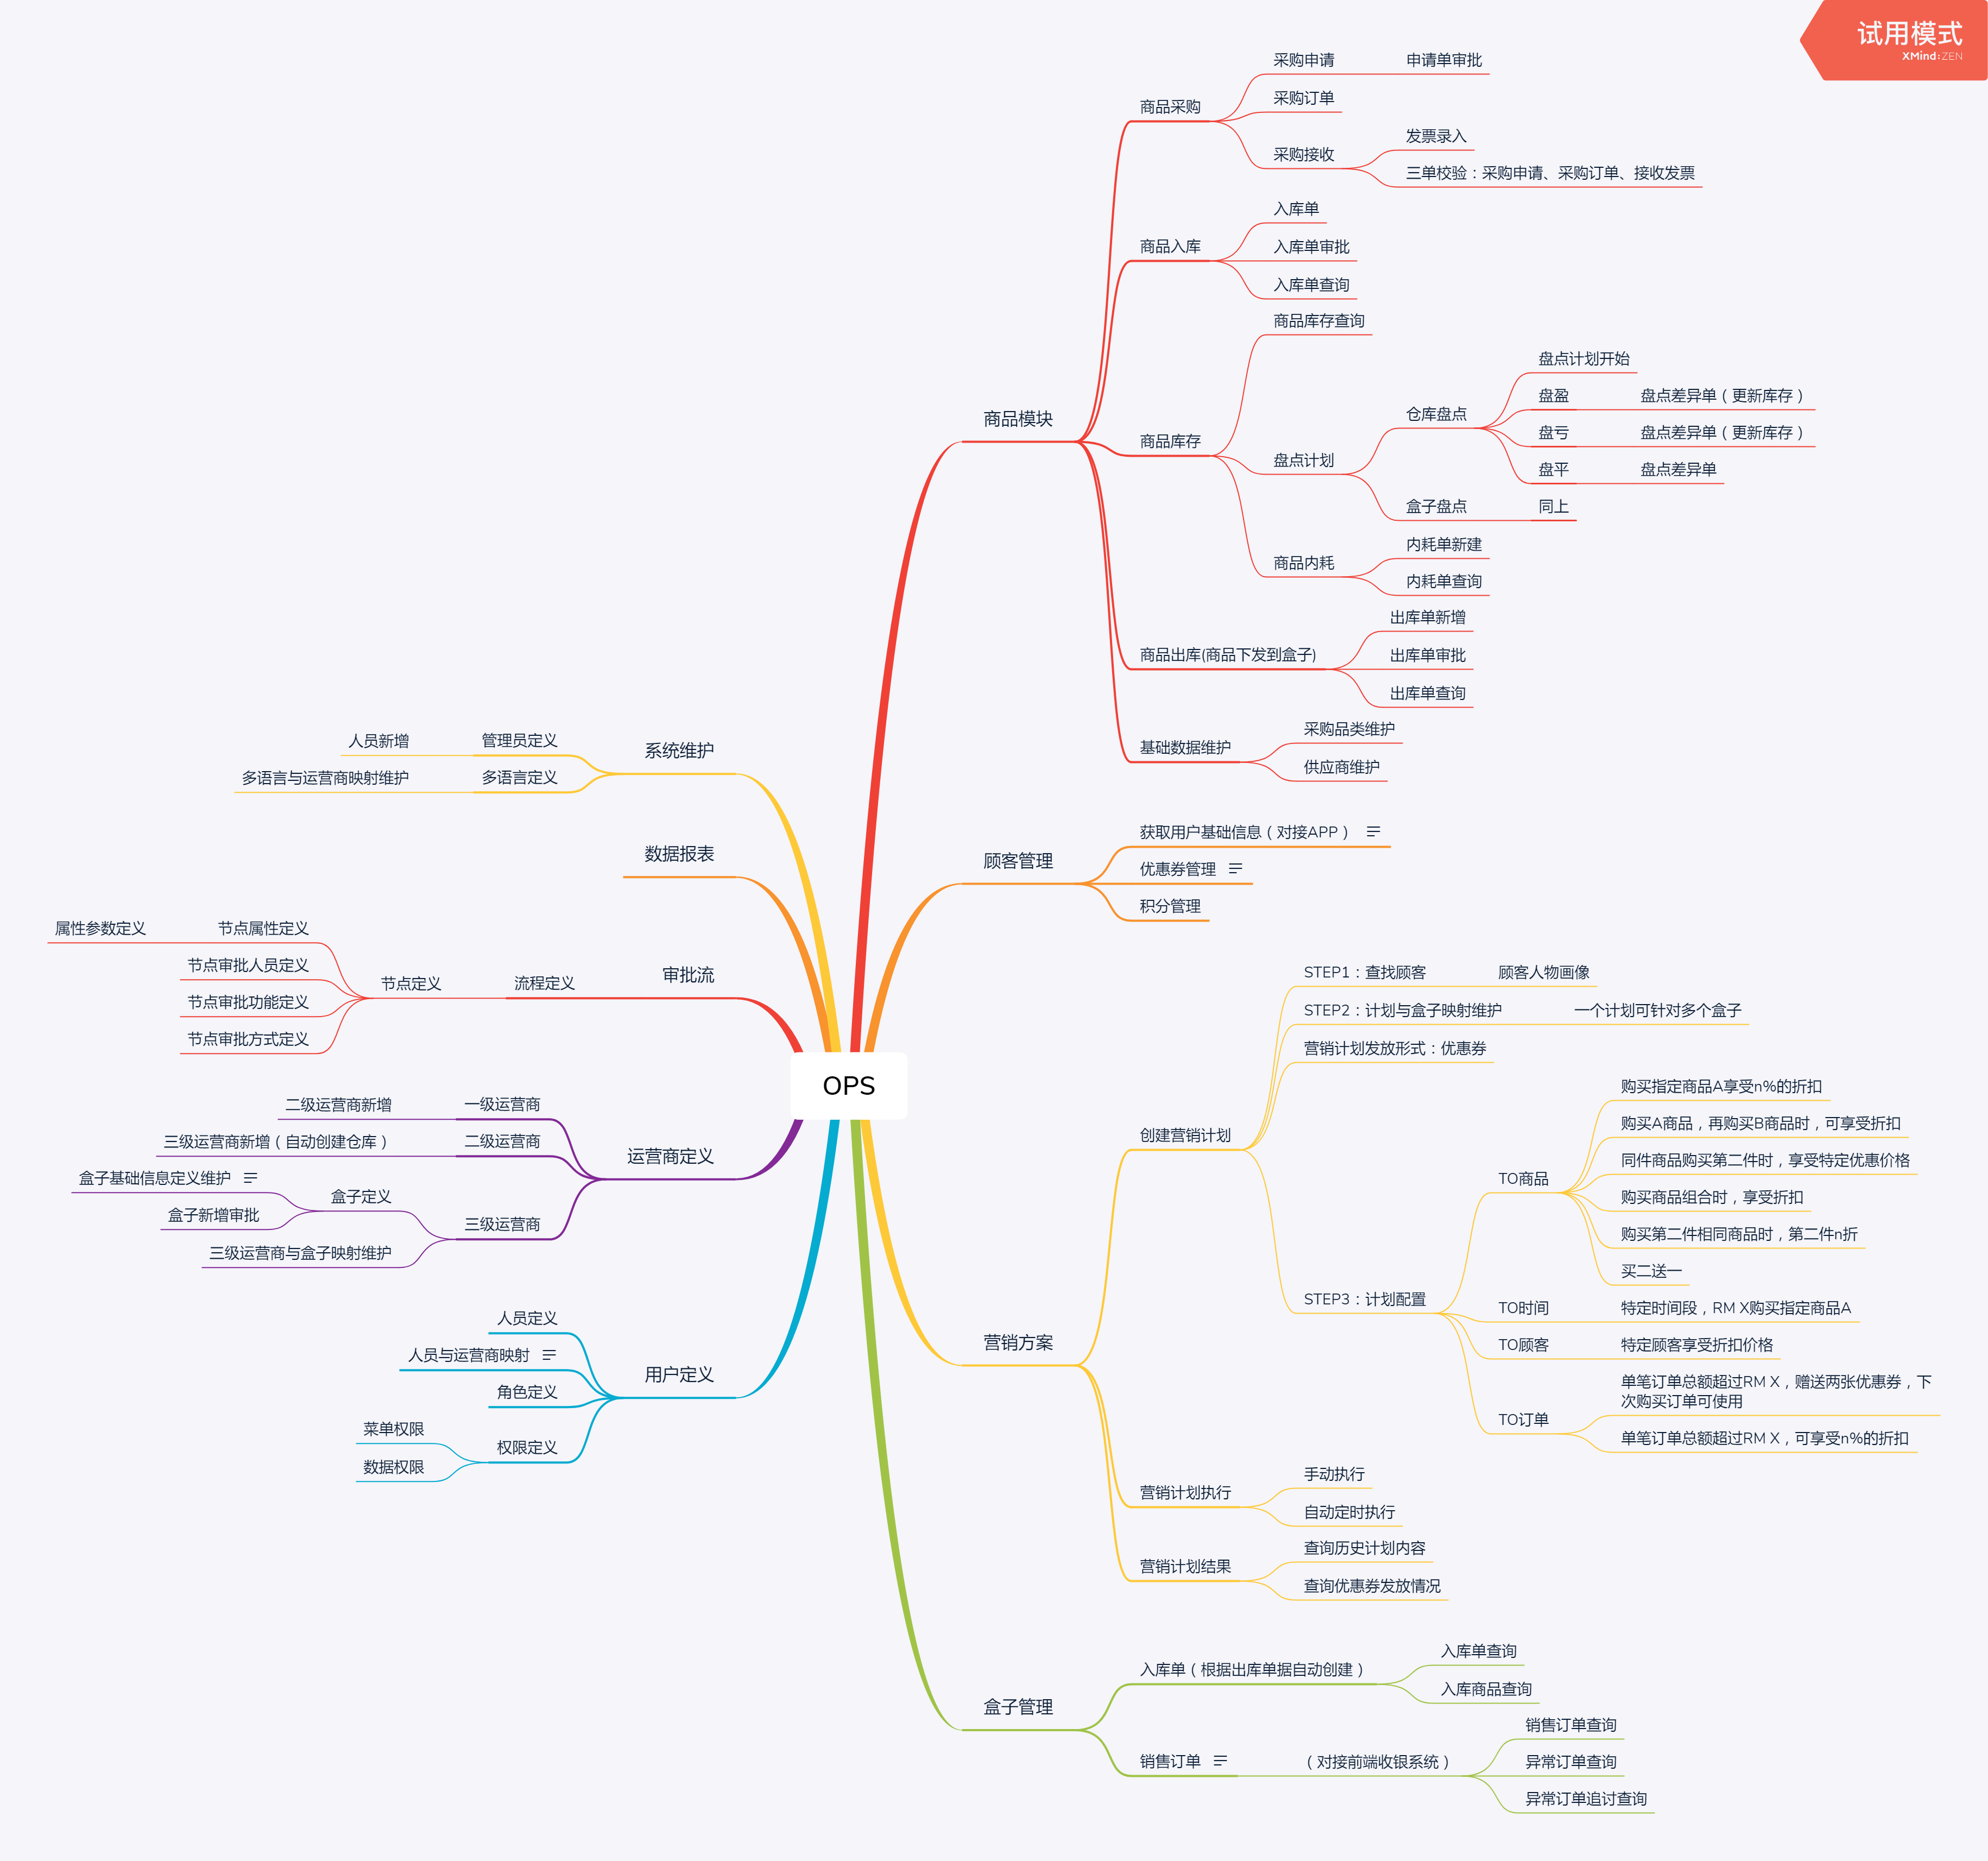 试用模式
XMind:ZEN
OPS
商品模块
商品采购
采购申请
申请单审批
采购订单
采购接收
发票录入
三单校验：采购申请、采购订单、接收发票
商品入库
入库单
入库单审批
入库单查询
商品库存
商品库存查询
盘点计划
仓库盘点
盘点计划开始
盘盈
盘点差异单（更新库存）
盘亏
盘点差异单（更新库存）
盘平
盘点差异单
盒子盘点
同上
商品内耗
内耗单新建
内耗单查询
商品出库(商品下发到盒子)
出库单新增
出库单审批
出库单查询
基础数据维护
采购品类维护
供应商维护
顾客管理
获取用户基础信息（对接APP）
优惠券管理
积分管理
营销方案
创建营销计划
STEP1：查找顾客
顾客人物画像
STEP2：计划与盒子映射维护
一个计划可针对多个盒子
营销计划发放形式：优惠券
STEP3：计划配置
TO商品
购买指定商品A享受n%的折扣
购买A商品，再购买B商品时，可享受折扣
同件商品购买第二件时，享受特定优惠价格
购买商品组合时，享受折扣
购买第二件相同商品时，第二件n折
买二送一
TO时间
特定时间段，RM X购买指定商品A
TO顾客
特定顾客享受折扣价格
TO订单
单笔订单总额超过RM X，赠送两张优惠券，下
次购买订单可使用
单笔订单总额超过RM X，可享受n%的折扣
营销计划执行
手动执行
自动定时执行
营销计划结果
查询历史计划内容
查询优惠券发放情况
盒子管理
入库单（根据出库单据自动创建）
入库单查询
入库商品查询
销售订单
（对接前端收银系统）
销售订单查询
异常订单查询
异常订单追讨查询
系统维护
管理员定义
人员新增
多语言定义
多语言与运营商映射维护
数据报表
审批流
流程定义
节点定义
节点属性定义
属性参数定义
节点审批人员定义
节点审批功能定义
节点审批方式定义
运营商定义
一级运营商
二级运营商新增
二级运营商
三级运营商新增（自动创建仓库）
三级运营商
盒子定义
盒子基础信息定义维护
盒子新增审批
三级运营商与盒子映射维护
用户定义
人员定义
人员与运营商映射
角色定义
权限定义
菜单权限
数据权限